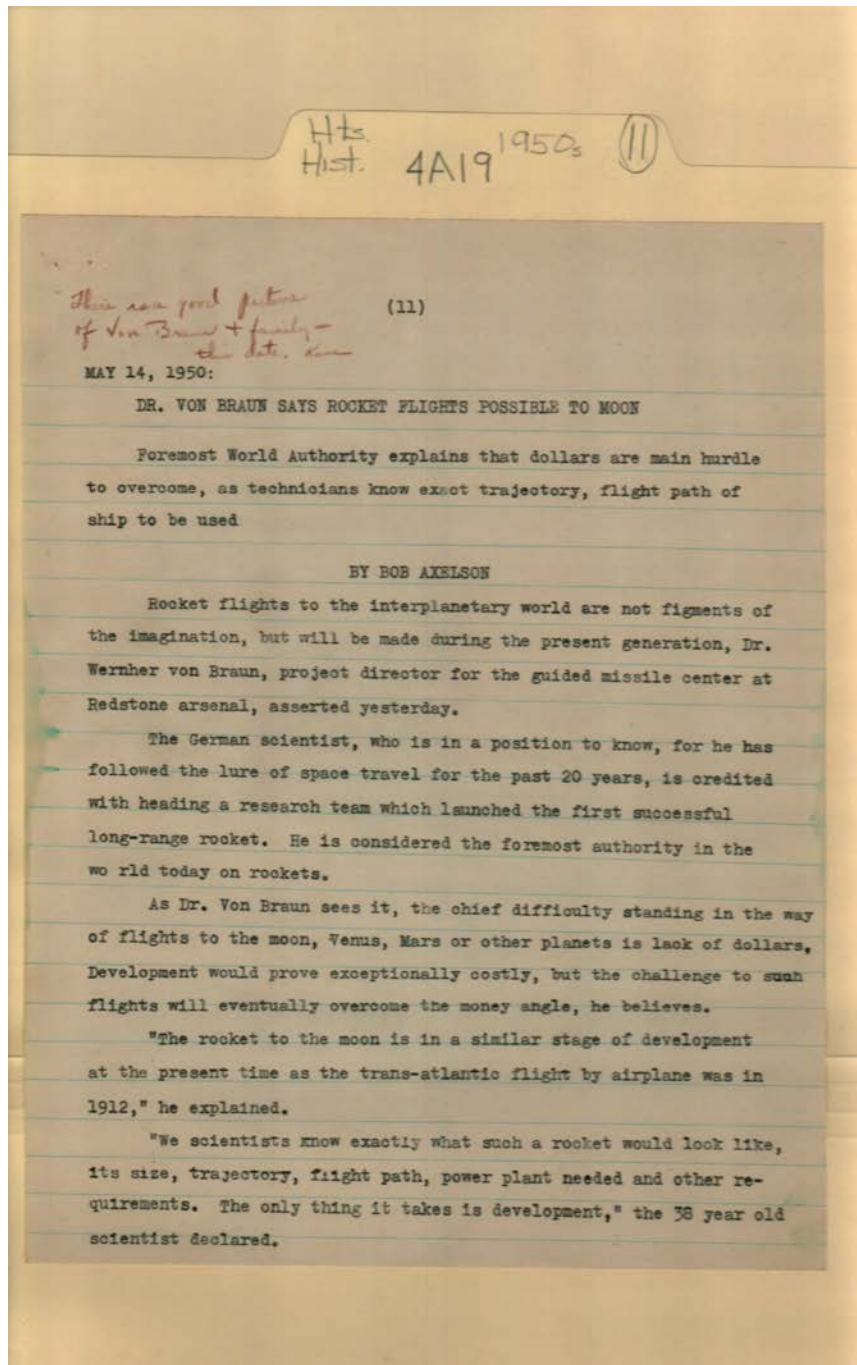 Hts. 1950s 11
Hist. 4A19
This is a good picture
of Von Braun + family —
this date.
(11)
MAY 14, 1950:
DR. VON BRAUN SAYS ROCKET FLIGHTS POSSIBLE TO MOON
Foremost World Authority explains that dollars are main hurdle
to overcome, as technicians know exact trajectory, flight path of
ship to be used
BY BOB AXELSON
Rocket flights to the interplanetary world are not figments of
the imagination, but will be made during the present generation, Dr.
Wernher von Braun, project director for the guided missile center at
Redstone arsenal, asserted yesterday.
The German scientist, who is in a position to know, for he has
followed the lure of space travel for the past 20 years, is credited
with heading a research team which launched the first successful
long-range rocket. He is considered the foremost authority in the
wo rld today on rockets.
As Dr. Von Braun sees it, the chief difficulty standing in the way
of flights to the moon, Venus, Mars or other planets is lack of dollars.
Development would prove exceptionally costly, but the challenge to such
flights will eventually overcome the money angle, he believes.
"The rocket to the moon is in a similar stage of development
at the present time as the trans-atlantic flight by airplane was in
1912," he explained.
"We scientists know exactly what such a rocket would look like,
its size, trajectory, flight path, power plant needed and other re-
quirements. The only thing it takes is development," the 38 year old
scientist declared.